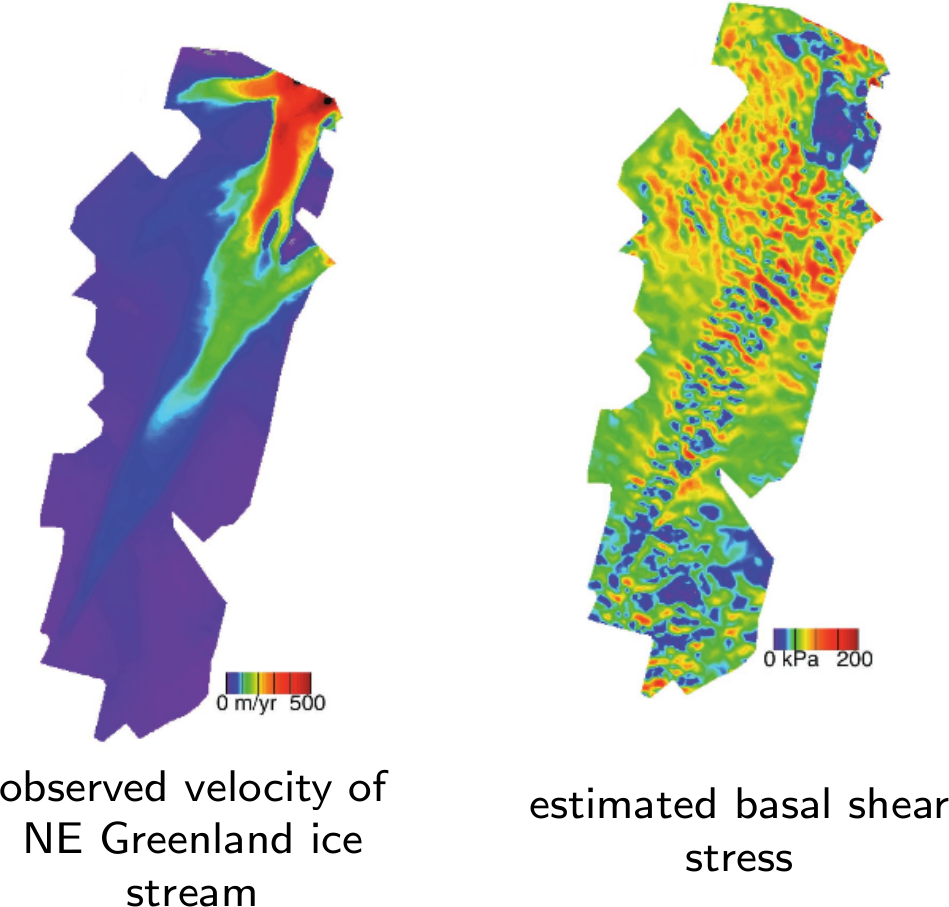 0 m/yr 500
0 kPa 200
observed velocity of
NE Greenland ice
stream
estimated basal shear
stress